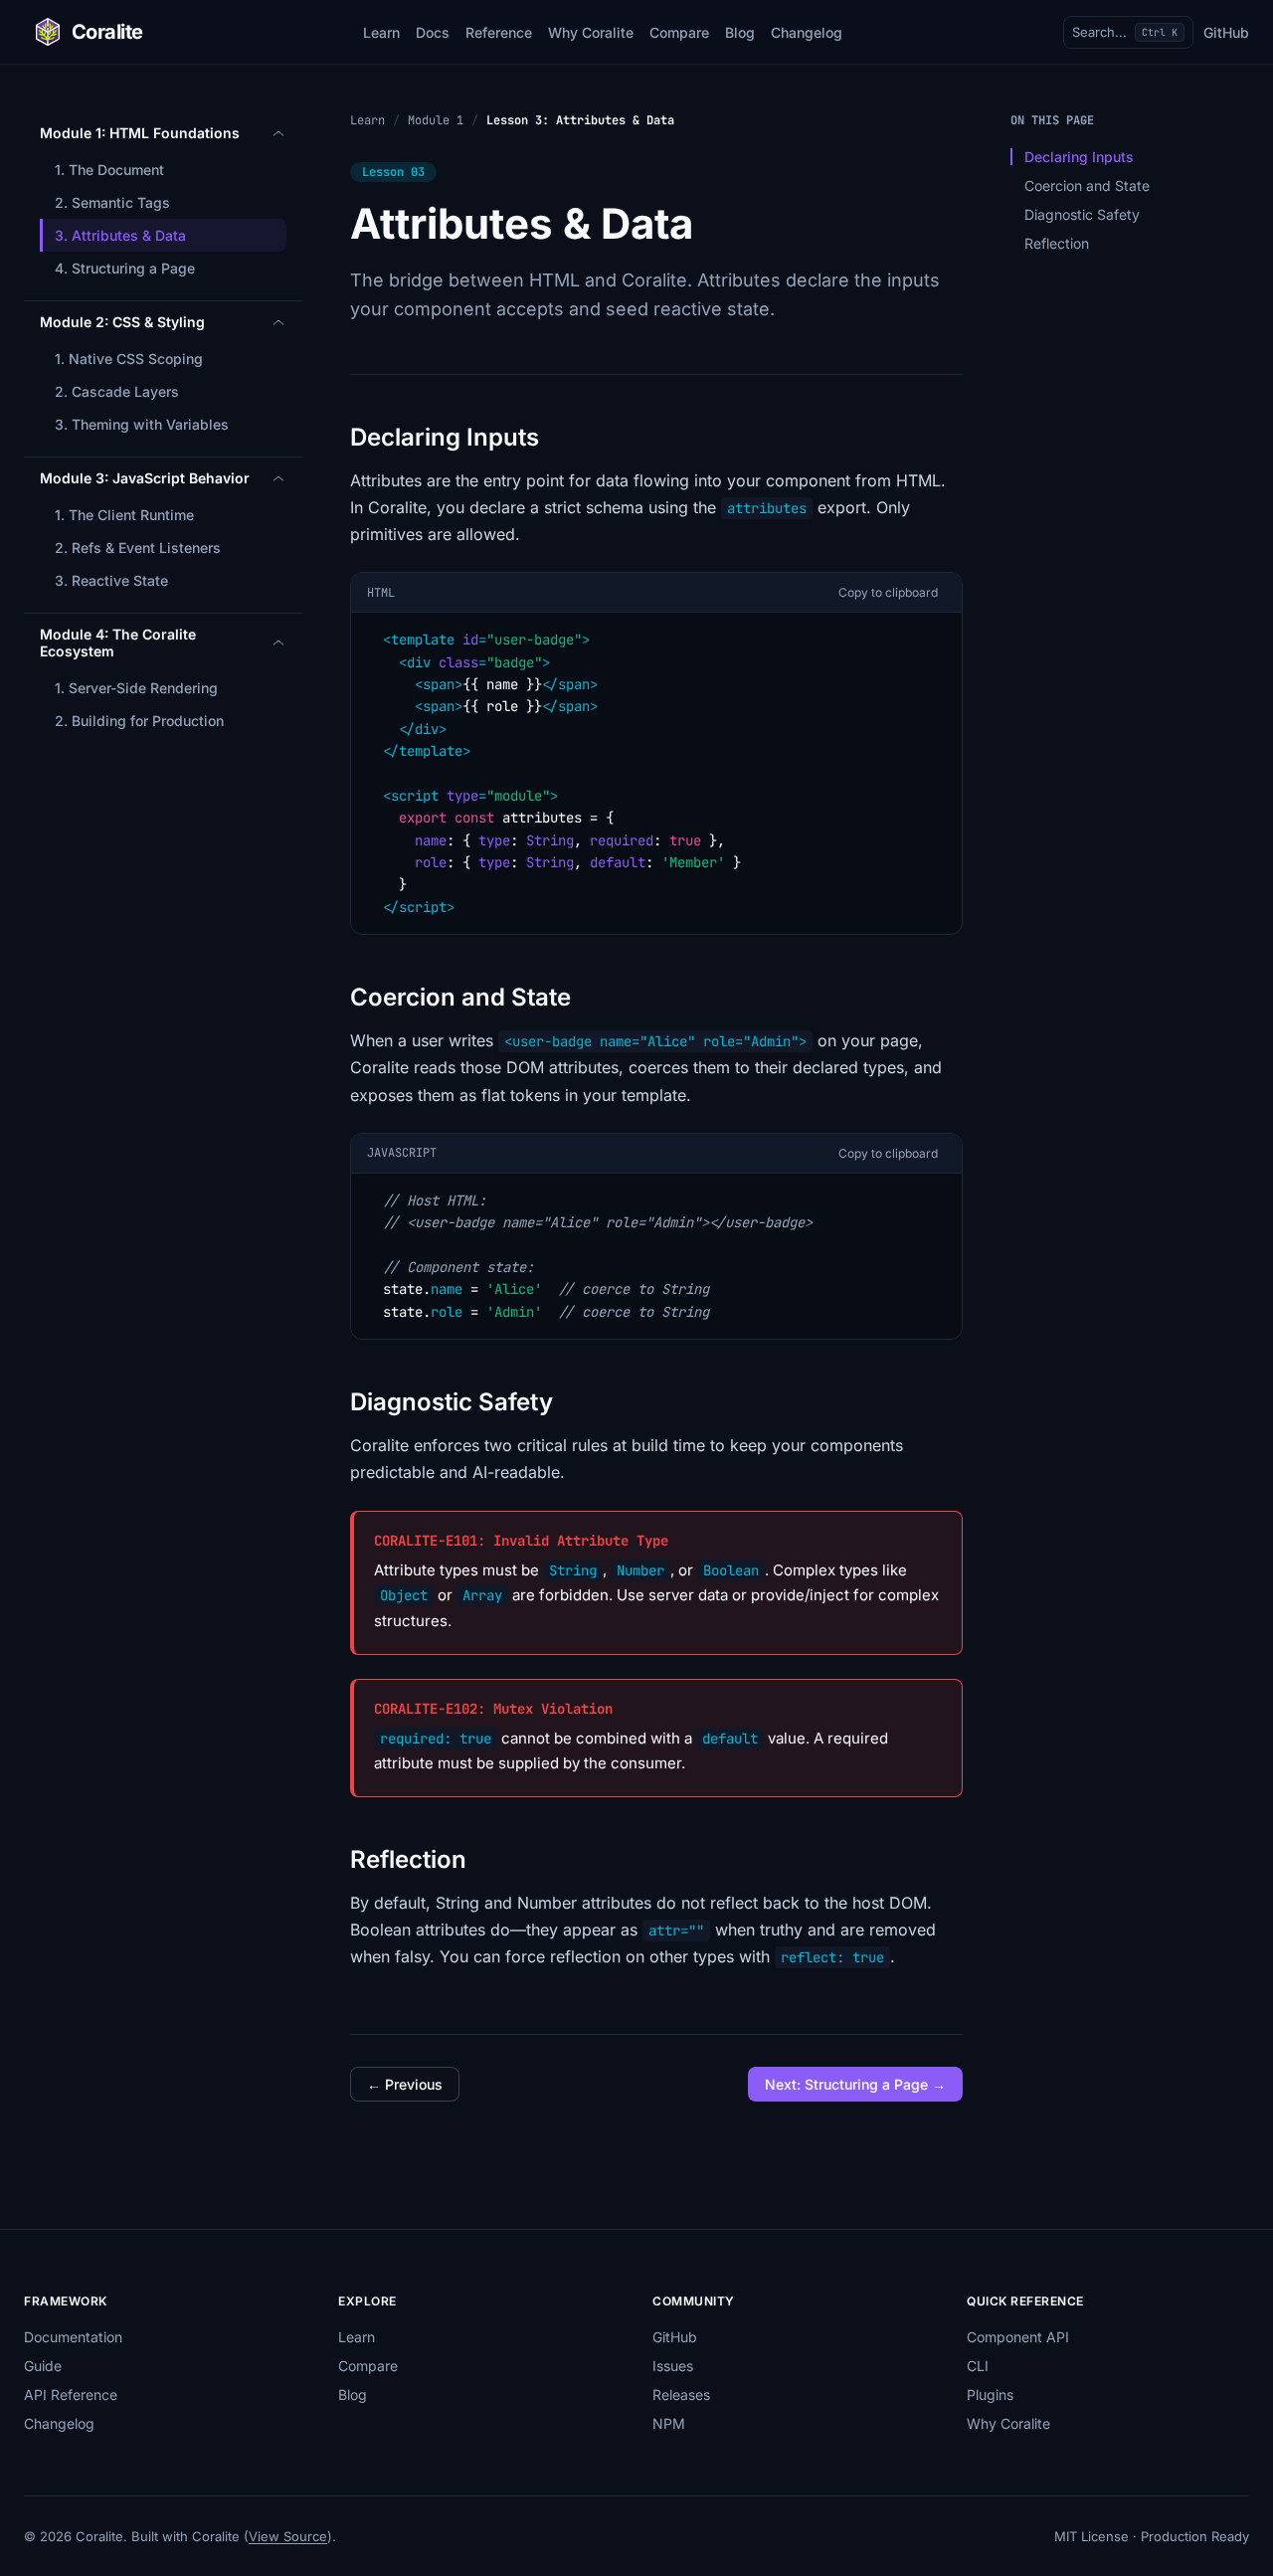 Coralite
Learn Docs Reference Why Coralite Compare Blog Changelog
Search... Ctrl K GitHub
Module 1: HTML Foundations
1. The Document
2. Semantic Tags
3. Attributes & Data
4. Structuring a Page
Module 2: CSS & Styling
1. Native CSS Scoping
2. Cascade Layers
3. Theming with Variables
Module 3: JavaScript Behavior
1. The Client Runtime
2. Refs & Event Listeners
3. Reactive State
Module 4: The Coralite
Ecosystem
1. Server-Side Rendering
2. Building for Production
Learn / Module 1 / Lesson 3: Attributes & Data
Lesson 03
Attributes & Data
The bridge between HTML and Coralite. Attributes declare the inputs
your component accepts and seed reactive state.
Declaring Inputs
Attributes are the entry point for data flowing into your component from HTML.
In Coralite, you declare a strict schema using the attributes export. Only
primitives are allowed.
HTML Copy to clipboard
<template id="user-badge">
  <div class="badge">
    <span>{{ name }}</span>
    <span>{{ role }}</span>
  </div>
</template>
<script type="module">
  export const attributes = {
    name: { type: String, required: true },
    role: { type: String, default: 'Member' }
  }
</script>
Coercion and State
When a user writes <user-badge name="Alice" role="Admin"> on your page,
Coralite reads those DOM attributes, coerces them to their declared types, and
exposes them as flat tokens in your template.
JAVASCRIPT Copy to clipboard
// Host HTML:
// <user-badge name="Alice" role="Admin"></user-badge>
// Component state:
state.name = 'Alice'  // coerce to String
state.role = 'Admin'  // coerce to String
Diagnostic Safety
Coralite enforces two critical rules at build time to keep your components
predictable and AI-readable.
CORALITE-E101: Invalid Attribute Type
Attribute types must be String, Number, or Boolean. Complex types like
Object or Array are forbidden. Use server data or provide/inject for complex
structures.
CORALITE-E102: Mutex Violation
required: true cannot be combined with a default value. A required
attribute must be supplied by the consumer.
Reflection
By default, String and Number attributes do not reflect back to the host DOM.
Boolean attributes do—they appear as attr="" when truthy and are removed
when falsy. You can force reflection on other types with reflect: true.
← Previous
Next: Structuring a Page →
ON THIS PAGE
Declaring Inputs
Coercion and State
Diagnostic Safety
Reflection
FRAMEWORK
Documentation
Guide
API Reference
Changelog
EXPLORE
Learn
Compare
Blog
COMMUNITY
GitHub
Issues
Releases
NPM
QUICK REFERENCE
Component API
CLI
Plugins
Why Coralite
© 2026 Coralite. Built with Coralite (View Source).
MIT License · Production Ready